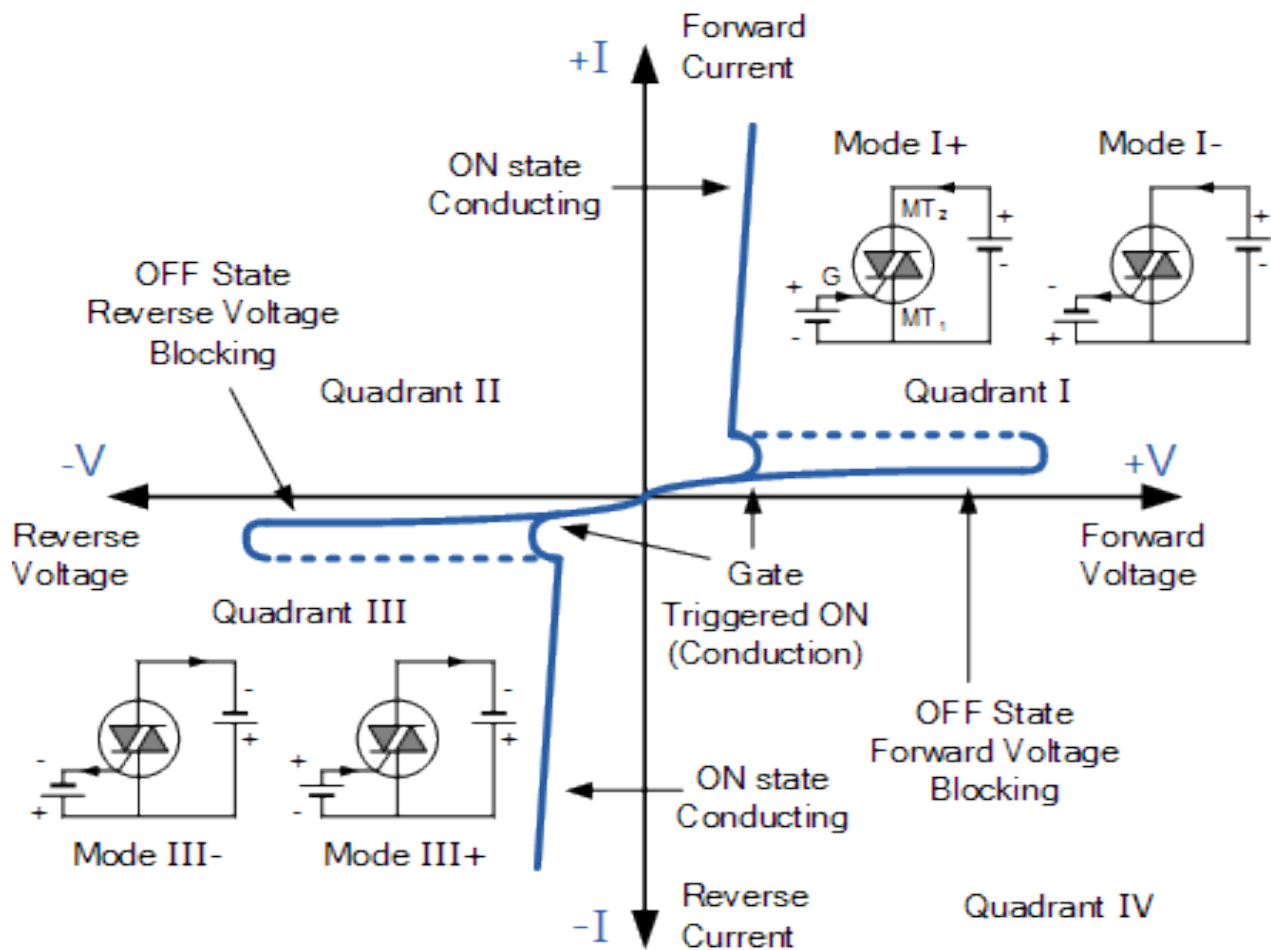 +I
Forward
Current
ON state
Conducting
Mode I+
Mode I-
MT₂
+
-
+
-
G
+
-
MT₁
-
+
OFF State
Reverse Voltage
Blocking
Quadrant II
Quadrant I
-V
+V
Reverse
Voltage
Forward
Voltage
Gate
Triggered ON
(Conduction)
Quadrant III
-
+
-
+
-
+
+
-
Mode III-
Mode III+
ON state
Conducting
OFF State
Forward Voltage
Blocking
-I
Reverse
Current
Quadrant IV